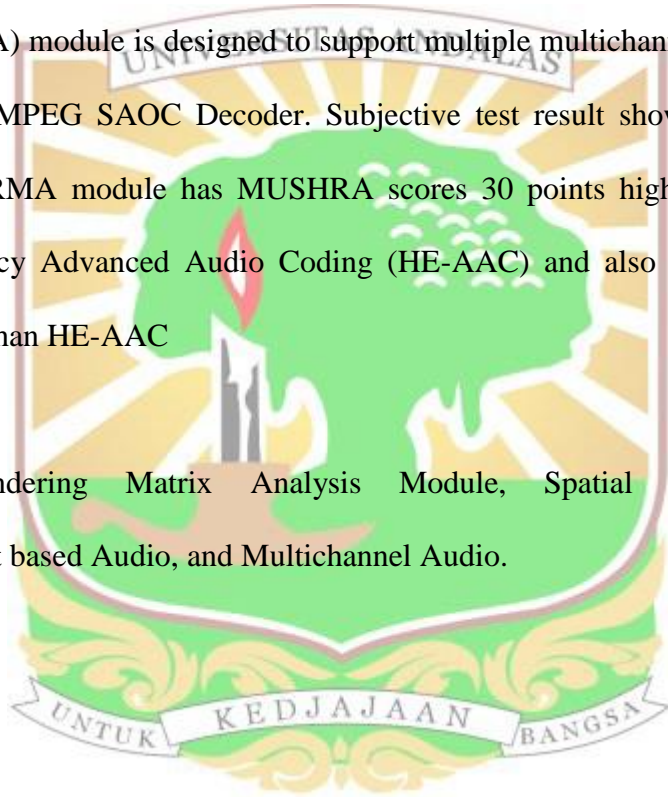 A) module is designed to support multiple multichan
UNIVERSITAS ANDALAS
MPEG SAOC Decoder. Subjective test result show
RMA module has MUSHRA scores 30 points high
cy Advanced Audio Coding (HE-AAC) and also
han HE-AAC
ndering Matrix Analysis Module, Spatial
t based Audio, and Multichannel Audio.
UNTUK KEDJAJAAN BANGSA